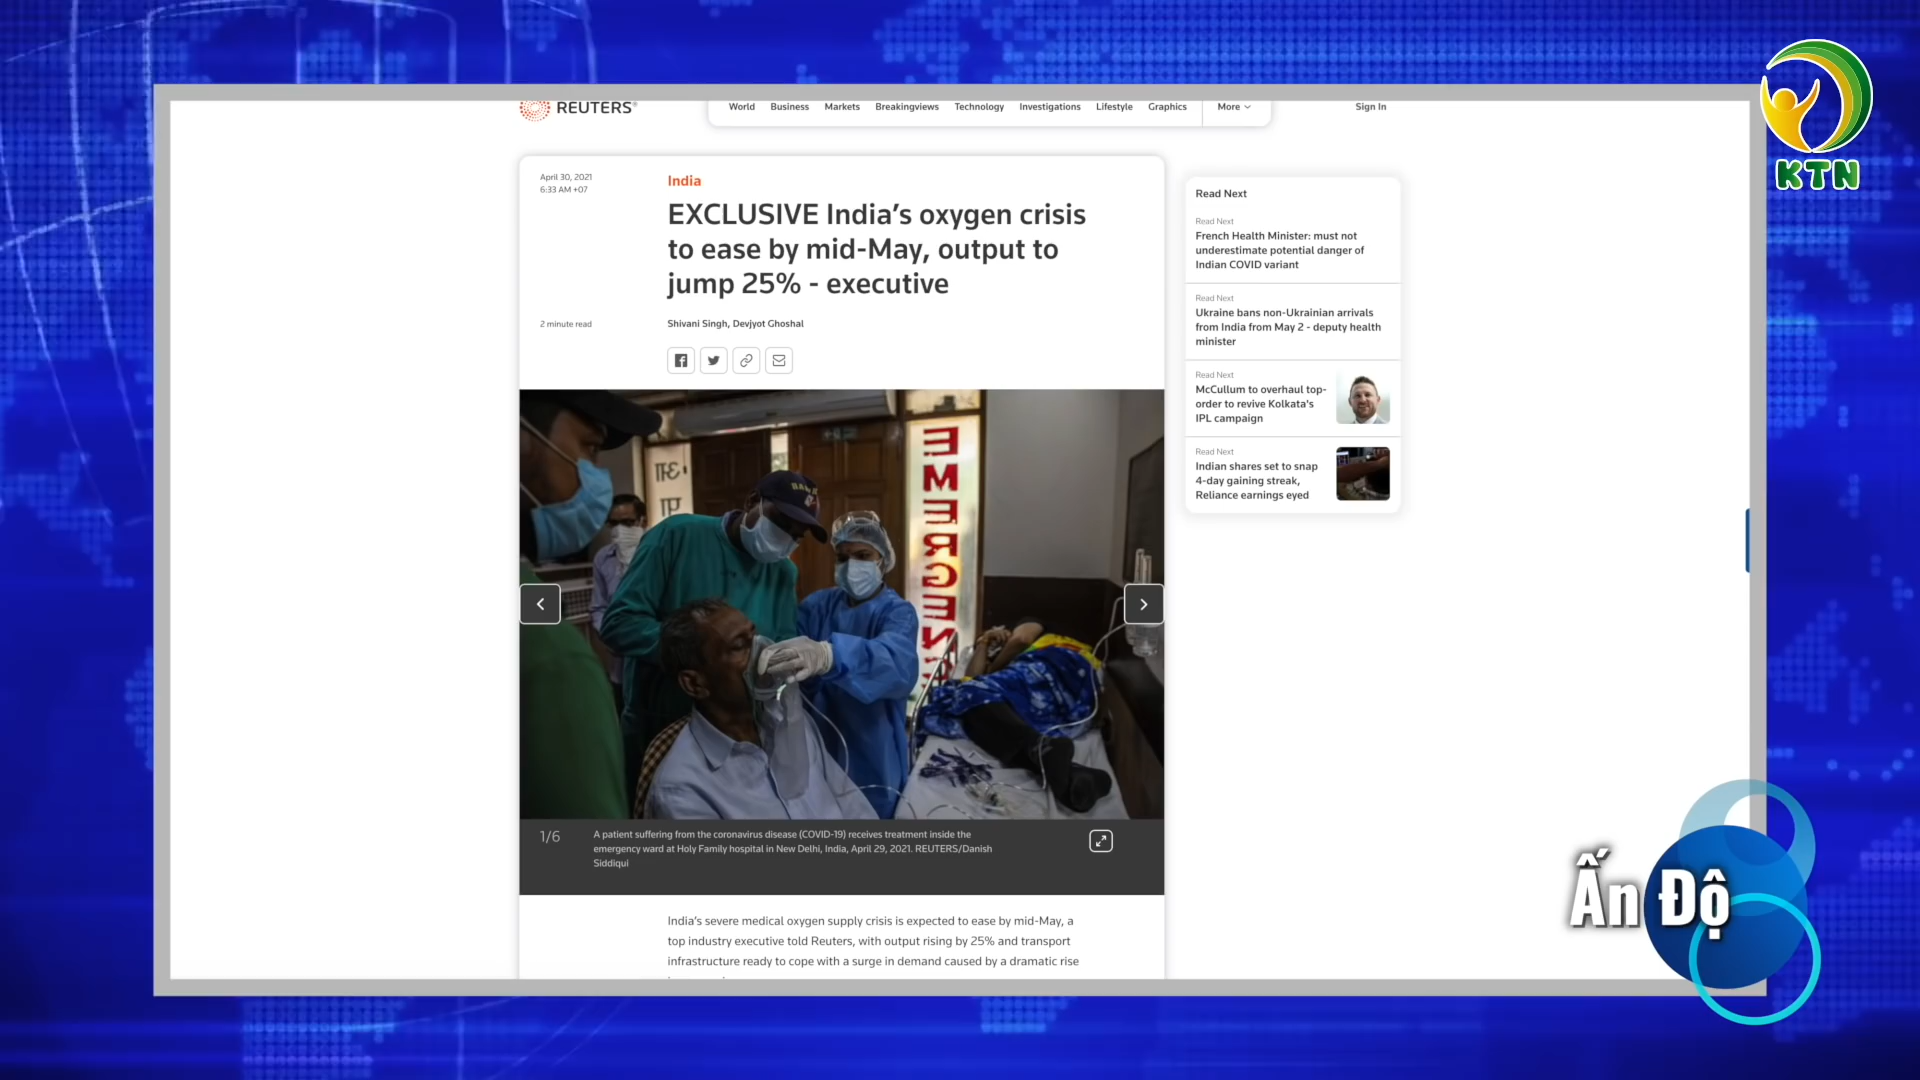 REUTERS
World Business Markets Breakingviews Technology Investigations Lifestyle Graphics More
Sign In
KTN
April 30, 2021
6:33 AM +07
India
EXCLUSIVE India's oxygen crisis
to ease by mid-May, output to
jump 25% - executive
2 minute read
Shivani Singh, Devjyot Ghoshal
Read Next
Read Next
French Health Minister: must not
underestimate potential danger of
Indian COVID variant
Read Next
Ukraine bans non-Ukrainian arrivals
from India from May 2 - deputy health
minister
Read Next
McCullum to overhaul top-
order to revive Kolkata's
IPL campaign
Read Next
Indian shares set to snap
4-day gaining streak,
Reliance earnings eyed
EMERGEN
1/6
A patient suffering from the coronavirus disease (COVID-19) receives treatment inside the
emergency ward at Holy Family hospital in New Delhi, India, April 29, 2021. REUTERS/Danish
Siddiqui
India's severe medical oxygen supply crisis is expected to ease by mid-May, a
top industry executive told Reuters, with output rising by 25% and transport
infrastructure ready to cope with a surge in demand caused by a dramatic rise
Ấn Độ